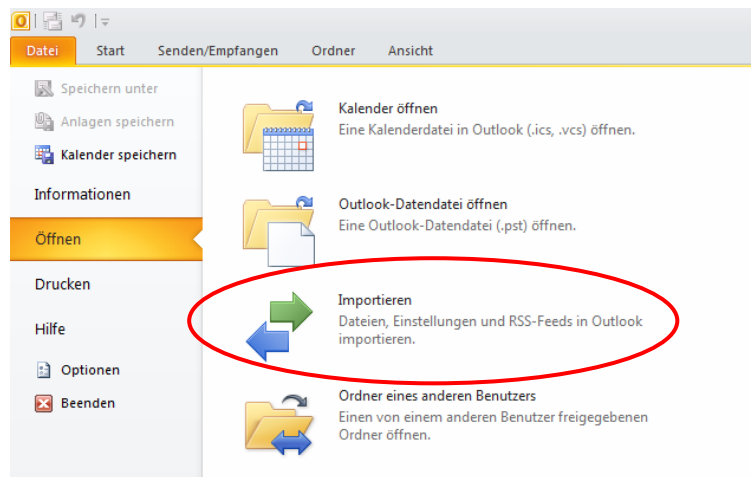 Datei Start Senden/Empfangen Ordner Ansicht
Speichern unter
Anlagen speichern
Kalender speichern
Informationen
Öffnen
Drucken
Hilfe
Optionen
Beenden
Kalender öffnen
Eine Kalenderdatei in Outlook (.ics, .vcs) öffnen.
Outlook-Datendatei öffnen
Eine Outlook-Datendatei (.pst) öffnen.
Importieren
Dateien, Einstellungen und RSS-Feeds in Outlook
importieren.
Ordner eines anderen Benutzers
Einen von einem anderen Benutzer freigegebenen
Ordner öffnen.